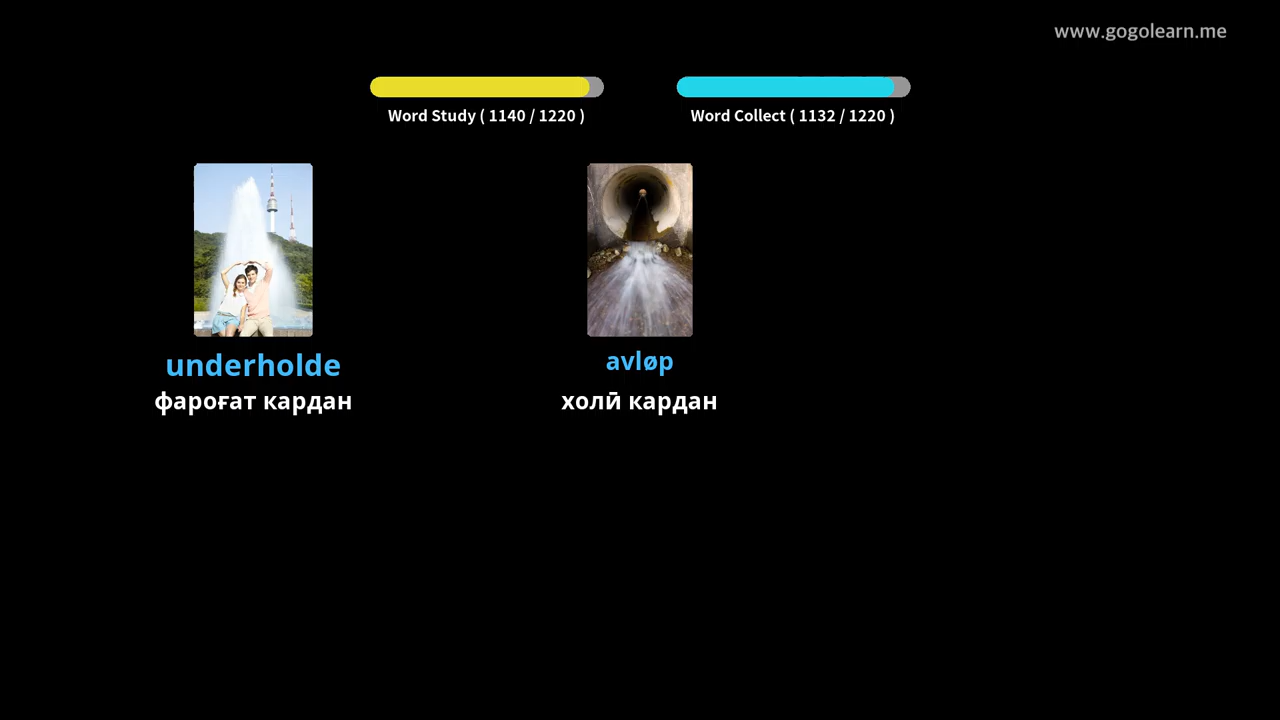 www.gogolearn.me
Word Study ( 1140 / 1220 )
Word Collect ( 1132 / 1220 )
underholde
фароғат кардан
avløp
холӣ кардан